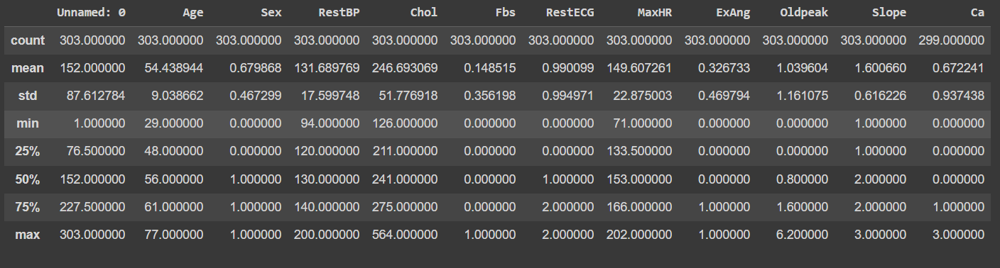 Unnamed: 0 Age Sex RestBP Chol Fbs RestECG MaxHR ExAng Oldpeak Slope Ca
count 303.000000 303.000000 303.000000 303.000000 303.000000 303.000000 303.000000 303.000000 303.000000 303.000000 303.000000 299.000000
mean 152.000000 54.438944 0.679868 131.689769 246.693069 0.148515 0.990099 149.607261 0.326733 1.039604 1.600660 0.672241
std 87.612784 9.038662 0.467299 17.599748 51.776918 0.356198 0.994971 22.875003 0.469794 1.161075 0.616226 0.937438
min 1.000000 29.000000 0.000000 94.000000 126.000000 0.000000 0.000000 71.000000 0.000000 0.000000 1.000000 0.000000
25% 76.500000 48.000000 0.000000 120.000000 211.000000 0.000000 0.000000 133.500000 0.000000 0.000000 1.000000 0.000000
50% 152.000000 56.000000 1.000000 130.000000 241.000000 0.000000 1.000000 153.000000 0.000000 0.800000 2.000000 0.000000
75% 227.500000 61.000000 1.000000 140.000000 275.000000 0.000000 2.000000 166.000000 1.000000 1.600000 2.000000 1.000000
max 303.000000 77.000000 1.000000 200.000000 564.000000 1.000000 2.000000 202.000000 1.000000 6.200000 3.000000 3.000000